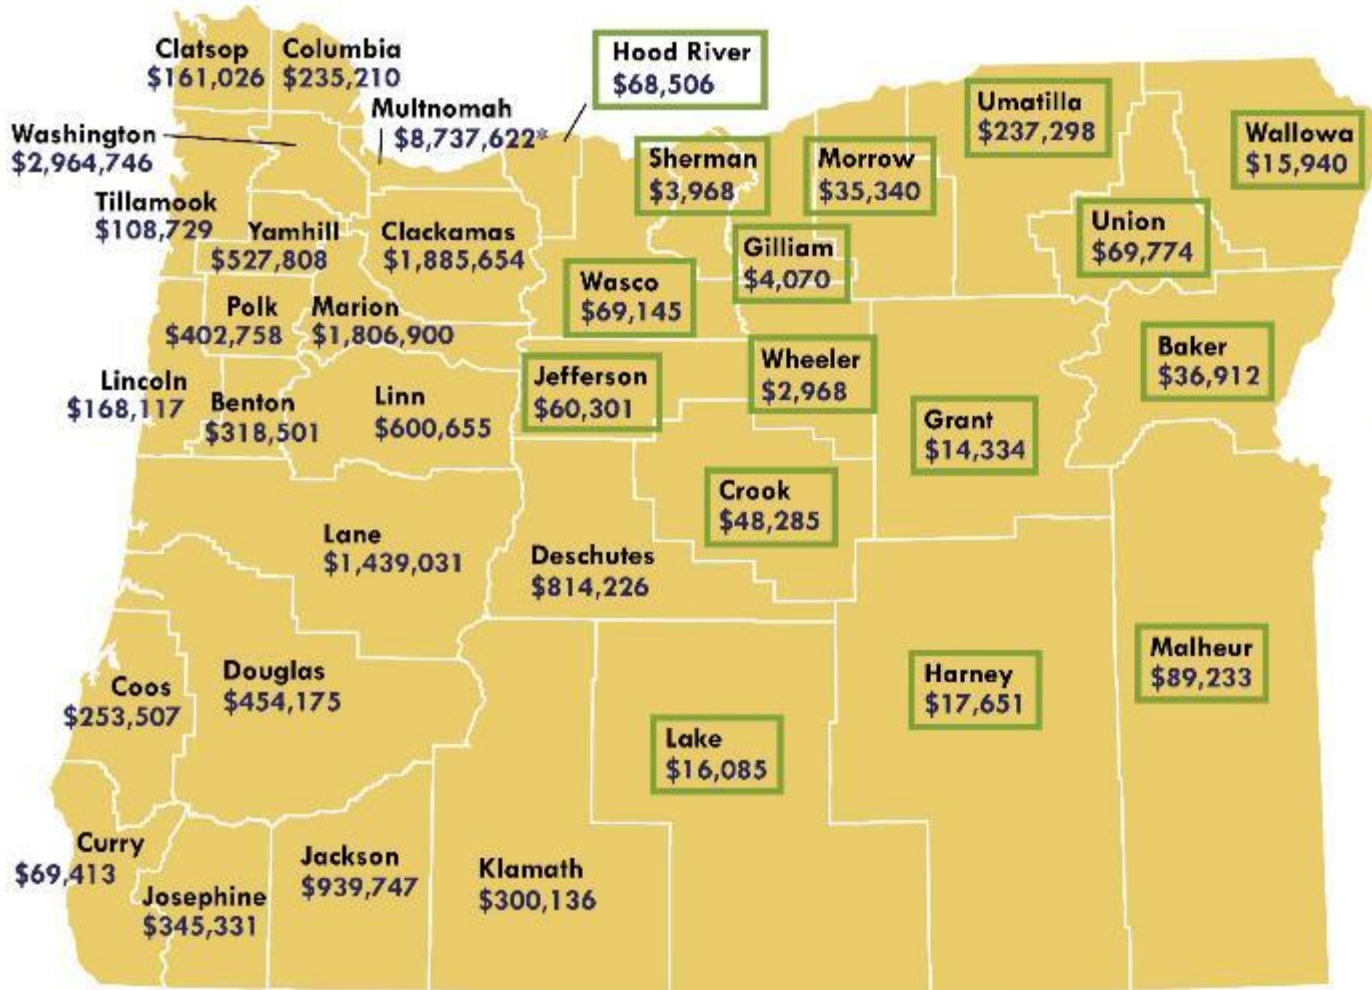 Clatsop
$161,026
Columbia
$235,210
Hood River
$68,506
Multnomah
$8,737,622*
Washington
$2,964,746
Umatilla
$237,298
Wallowa
$15,940
Sherman
$3,968
Morrow
$35,340
Tillamook
$108,729
Yamhill
$527,808
Clackamas
$1,885,654
Gilliam
$4,070
Union
$69,774
Wasco
$69,145
Polk
$402,758
Marion
$1,806,900
Wheeler
$2,968
Baker
$36,912
Lincoln
$168,117
Benton
$318,501
Linn
$600,655
Jefferson
$60,301
Grant
$14,334
Crook
$48,285
Lane
$1,439,031
Deschutes
$814,226
Douglas
$454,175
Coos
$253,507
Harney
$17,651
Malheur
$89,233
Lake
$16,085
Curry
$69,413
Josephine
$345,331
Jackson
$939,747
Klamath
$300,136